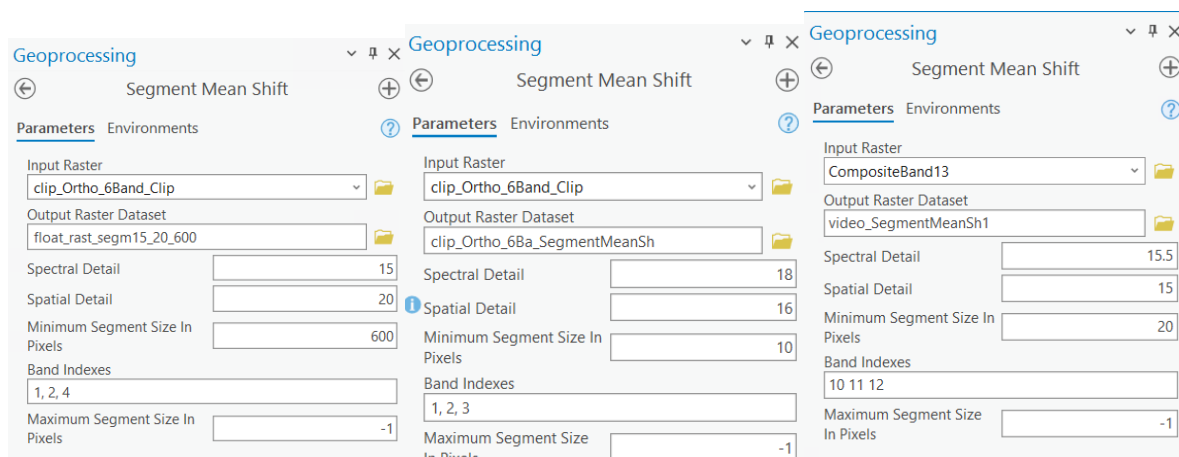 Geoprocessing
Segment Mean Shift
Parameters Environments
Input Raster
clip_Ortho_6Band_Clip
Output Raster Dataset
float_rast_segm15_20_600
Spectral Detail 15
Spatial Detail 20
Minimum Segment Size In
Pixels 600
Band Indexes
1, 2, 4
Maximum Segment Size In
Pixels -1
Geoprocessing
Segment Mean Shift
Parameters Environments
Input Raster
clip_Ortho_6Band_Clip
Output Raster Dataset
clip_Ortho_6Ba_SegmentMeanSh
Spectral Detail 18
Spatial Detail 16
Minimum Segment Size In
Pixels 10
Band Indexes
1, 2, 3
Maximum Segment Size
In Pixels -1
Geoprocessing
Segment Mean Shift
Parameters Environments
Input Raster
CompositeBand13
Output Raster Dataset
video_SegmentMeanSh1
Spectral Detail 15.5
Spatial Detail 15
Minimum Segment Size In
Pixels 20
Band Indexes
10 11 12
Maximum Segment Size
In Pixels -1